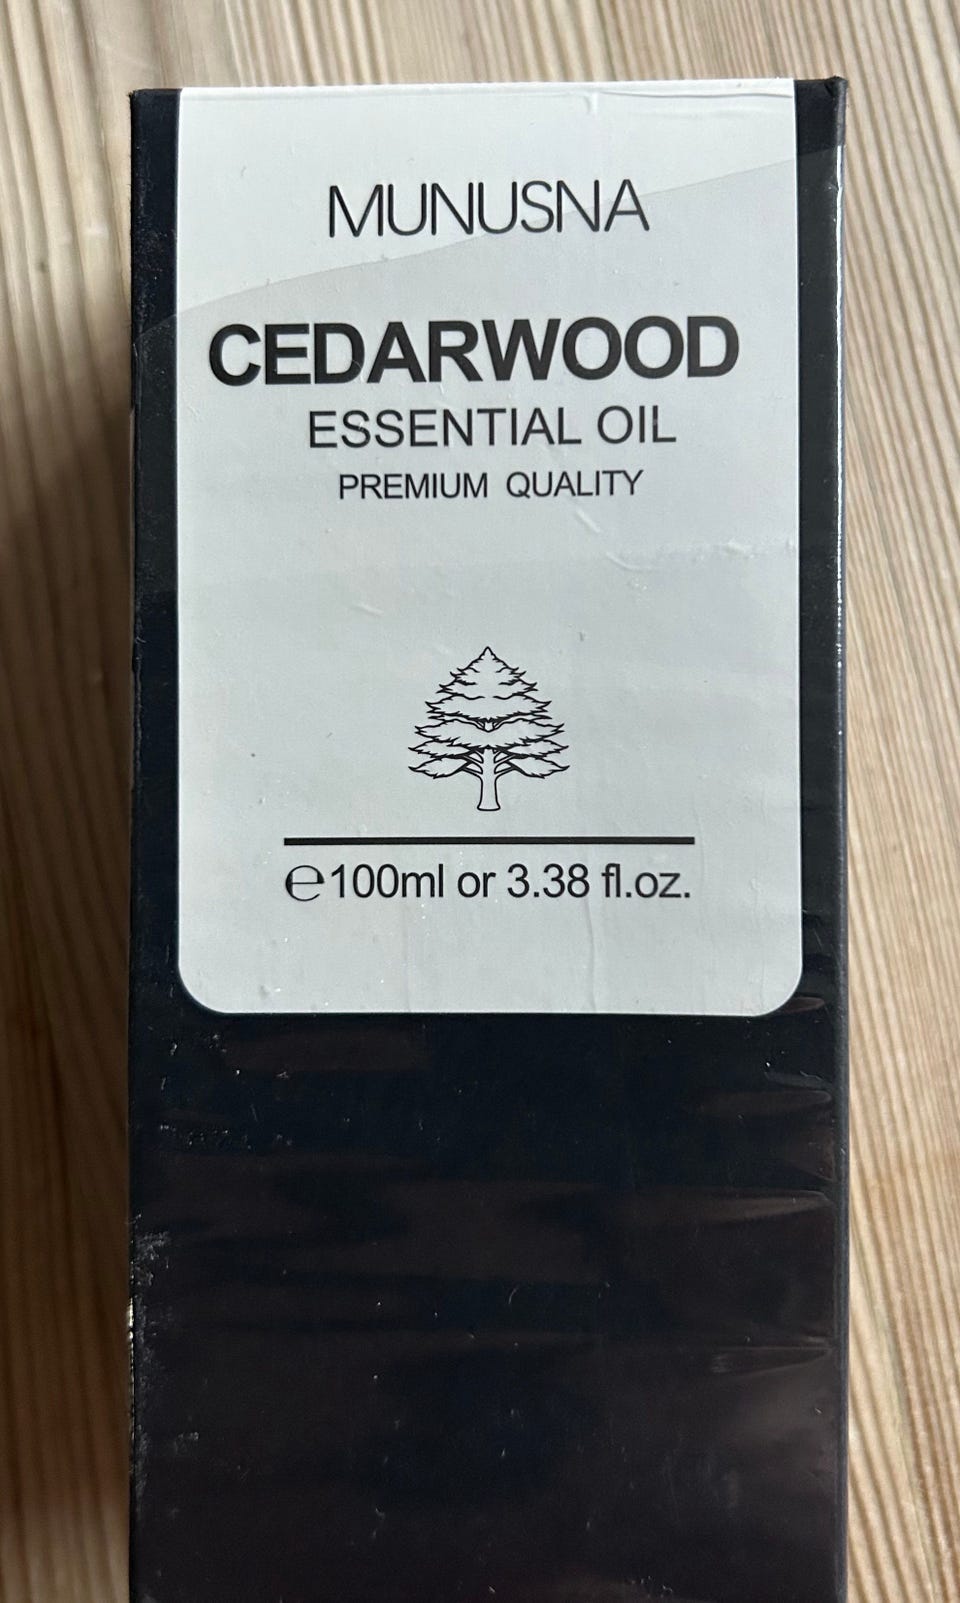 MUNUSNA
CEDARWOOD
ESSENTIAL OIL
PREMIUM QUALITY
℮100ml or 3.38 fl.oz.